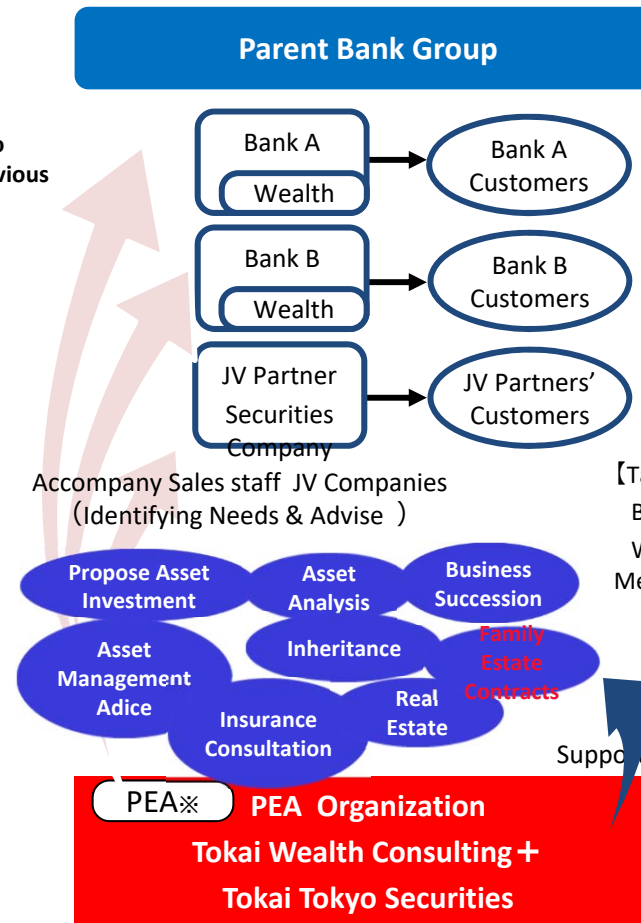 Parent Bank Group
Bank A
Wealth
Bank A
Customers
vious
Bank B
Wealth
Bank B
Customers
JV Partner
Securities
Company
JV Partners'
Customers
Accompany Sales staff JV Companies
（Identifying Needs & Advise ）
Propose Asset
Investment
Asset
Analysis
Business
Succession
Asset
Management
Adice
Inheritance
Family
Estate
Contracts
Insurance
Consultation
Real
Estate
PEA※
PEA Organization
Tokai Wealth Consulting＋
Tokai Tokyo Securities